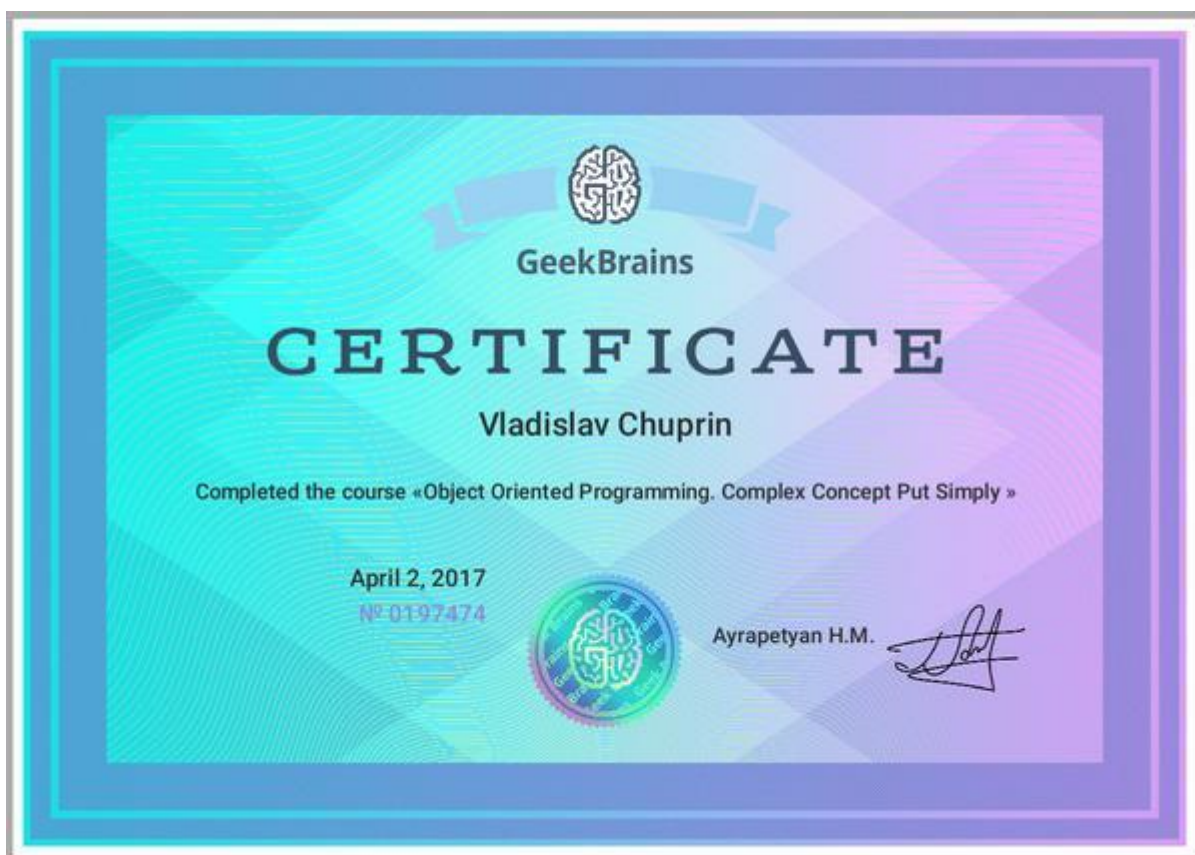 GeekBrains
CERTIFICATE
Vladislav Chuprin
Completed the course «Object Oriented Programming. Complex Concept Put Simply »
April 2, 2017
№ 0197474
Ayrapetyan H.M.